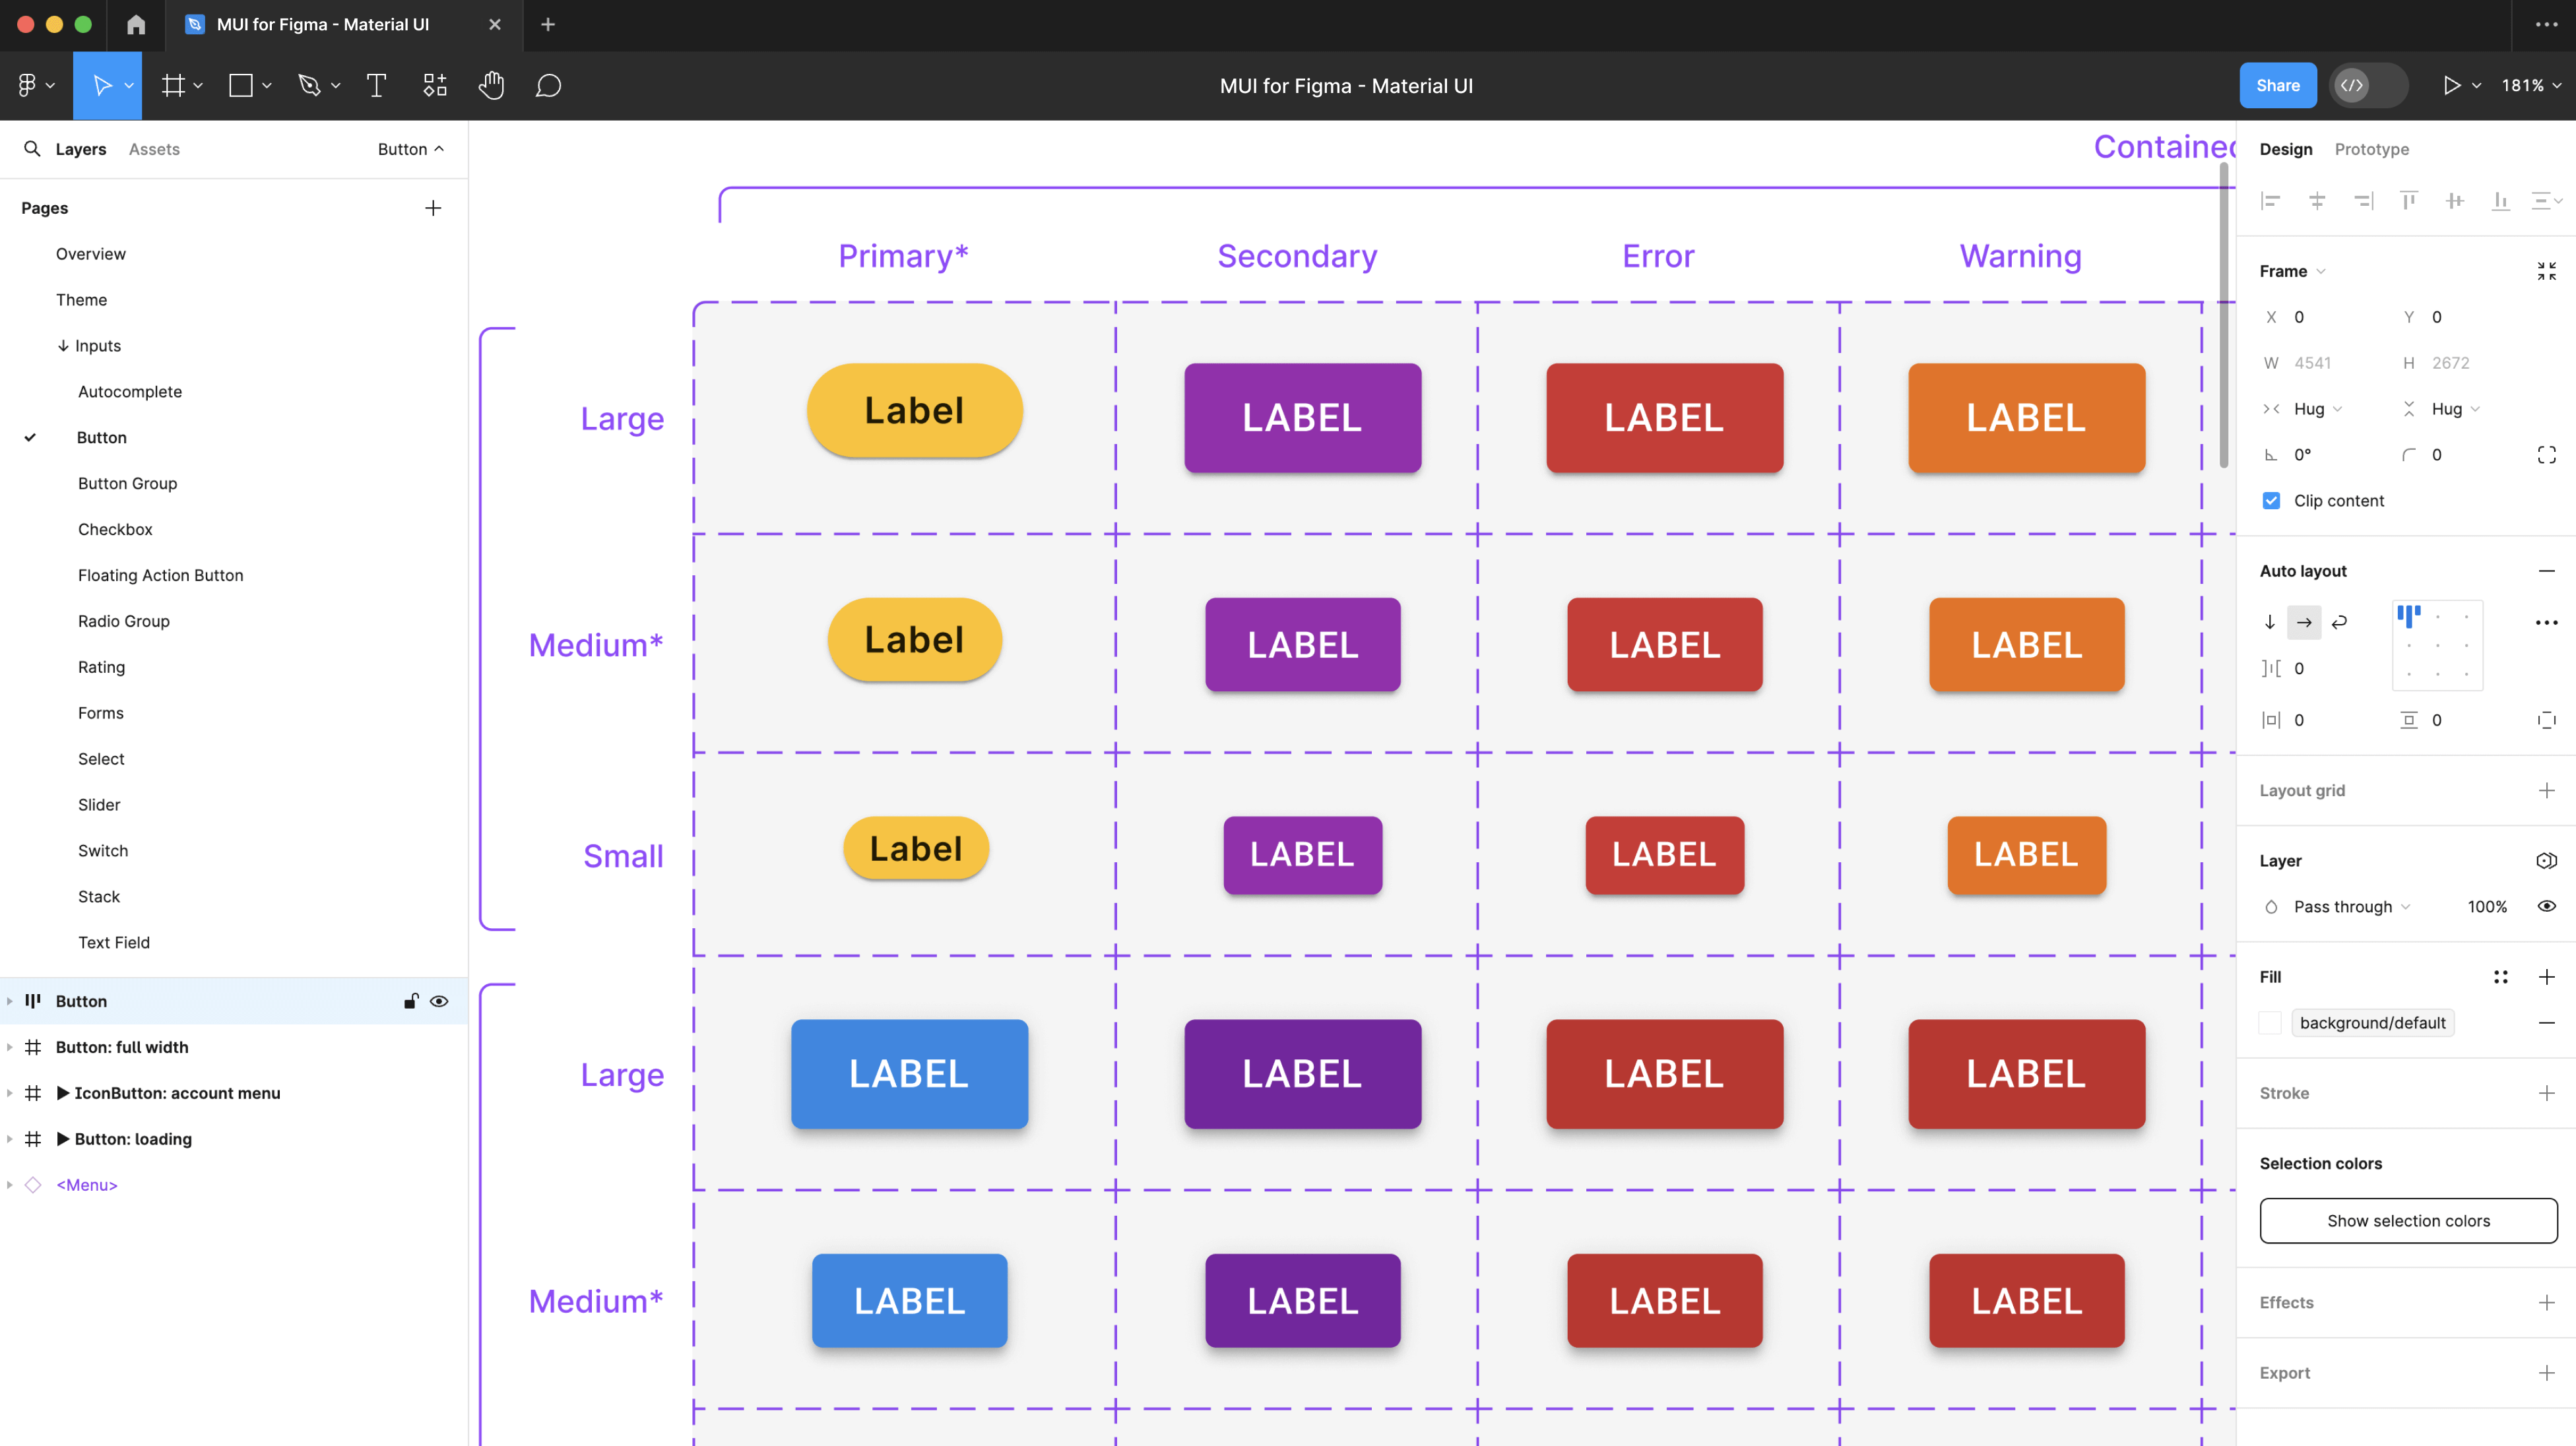 MUI for Figma - Material UI
MUI for Figma - Material UI
Share
181%
Layers
Assets
Button
Pages
Overview
Theme
↓ Inputs
Autocomplete
Button
Button Group
Checkbox
Floating Action Button
Radio Group
Rating
Forms
Select
Slider
Switch
Stack
Text Field
Button
Button: full width
▶ IconButton: account menu
▶ Button: loading
<Menu>
Contained
Primary*
Secondary
Error
Warning
Large
Label
LABEL
LABEL
LABEL
Medium*
Label
LABEL
LABEL
LABEL
Small
Label
LABEL
LABEL
LABEL
Large
LABEL
LABEL
LABEL
LABEL
Medium*
LABEL
LABEL
LABEL
LABEL
Design
Prototype
Frame
X 0
Y 0
W 4541
H 2672
Hug
Hug
0°
0
Clip content
Auto layout
0
0
0
Layout grid
Layer
Pass through
100%
Fill
background/default
Stroke
Selection colors
Show selection colors
Effects
Export